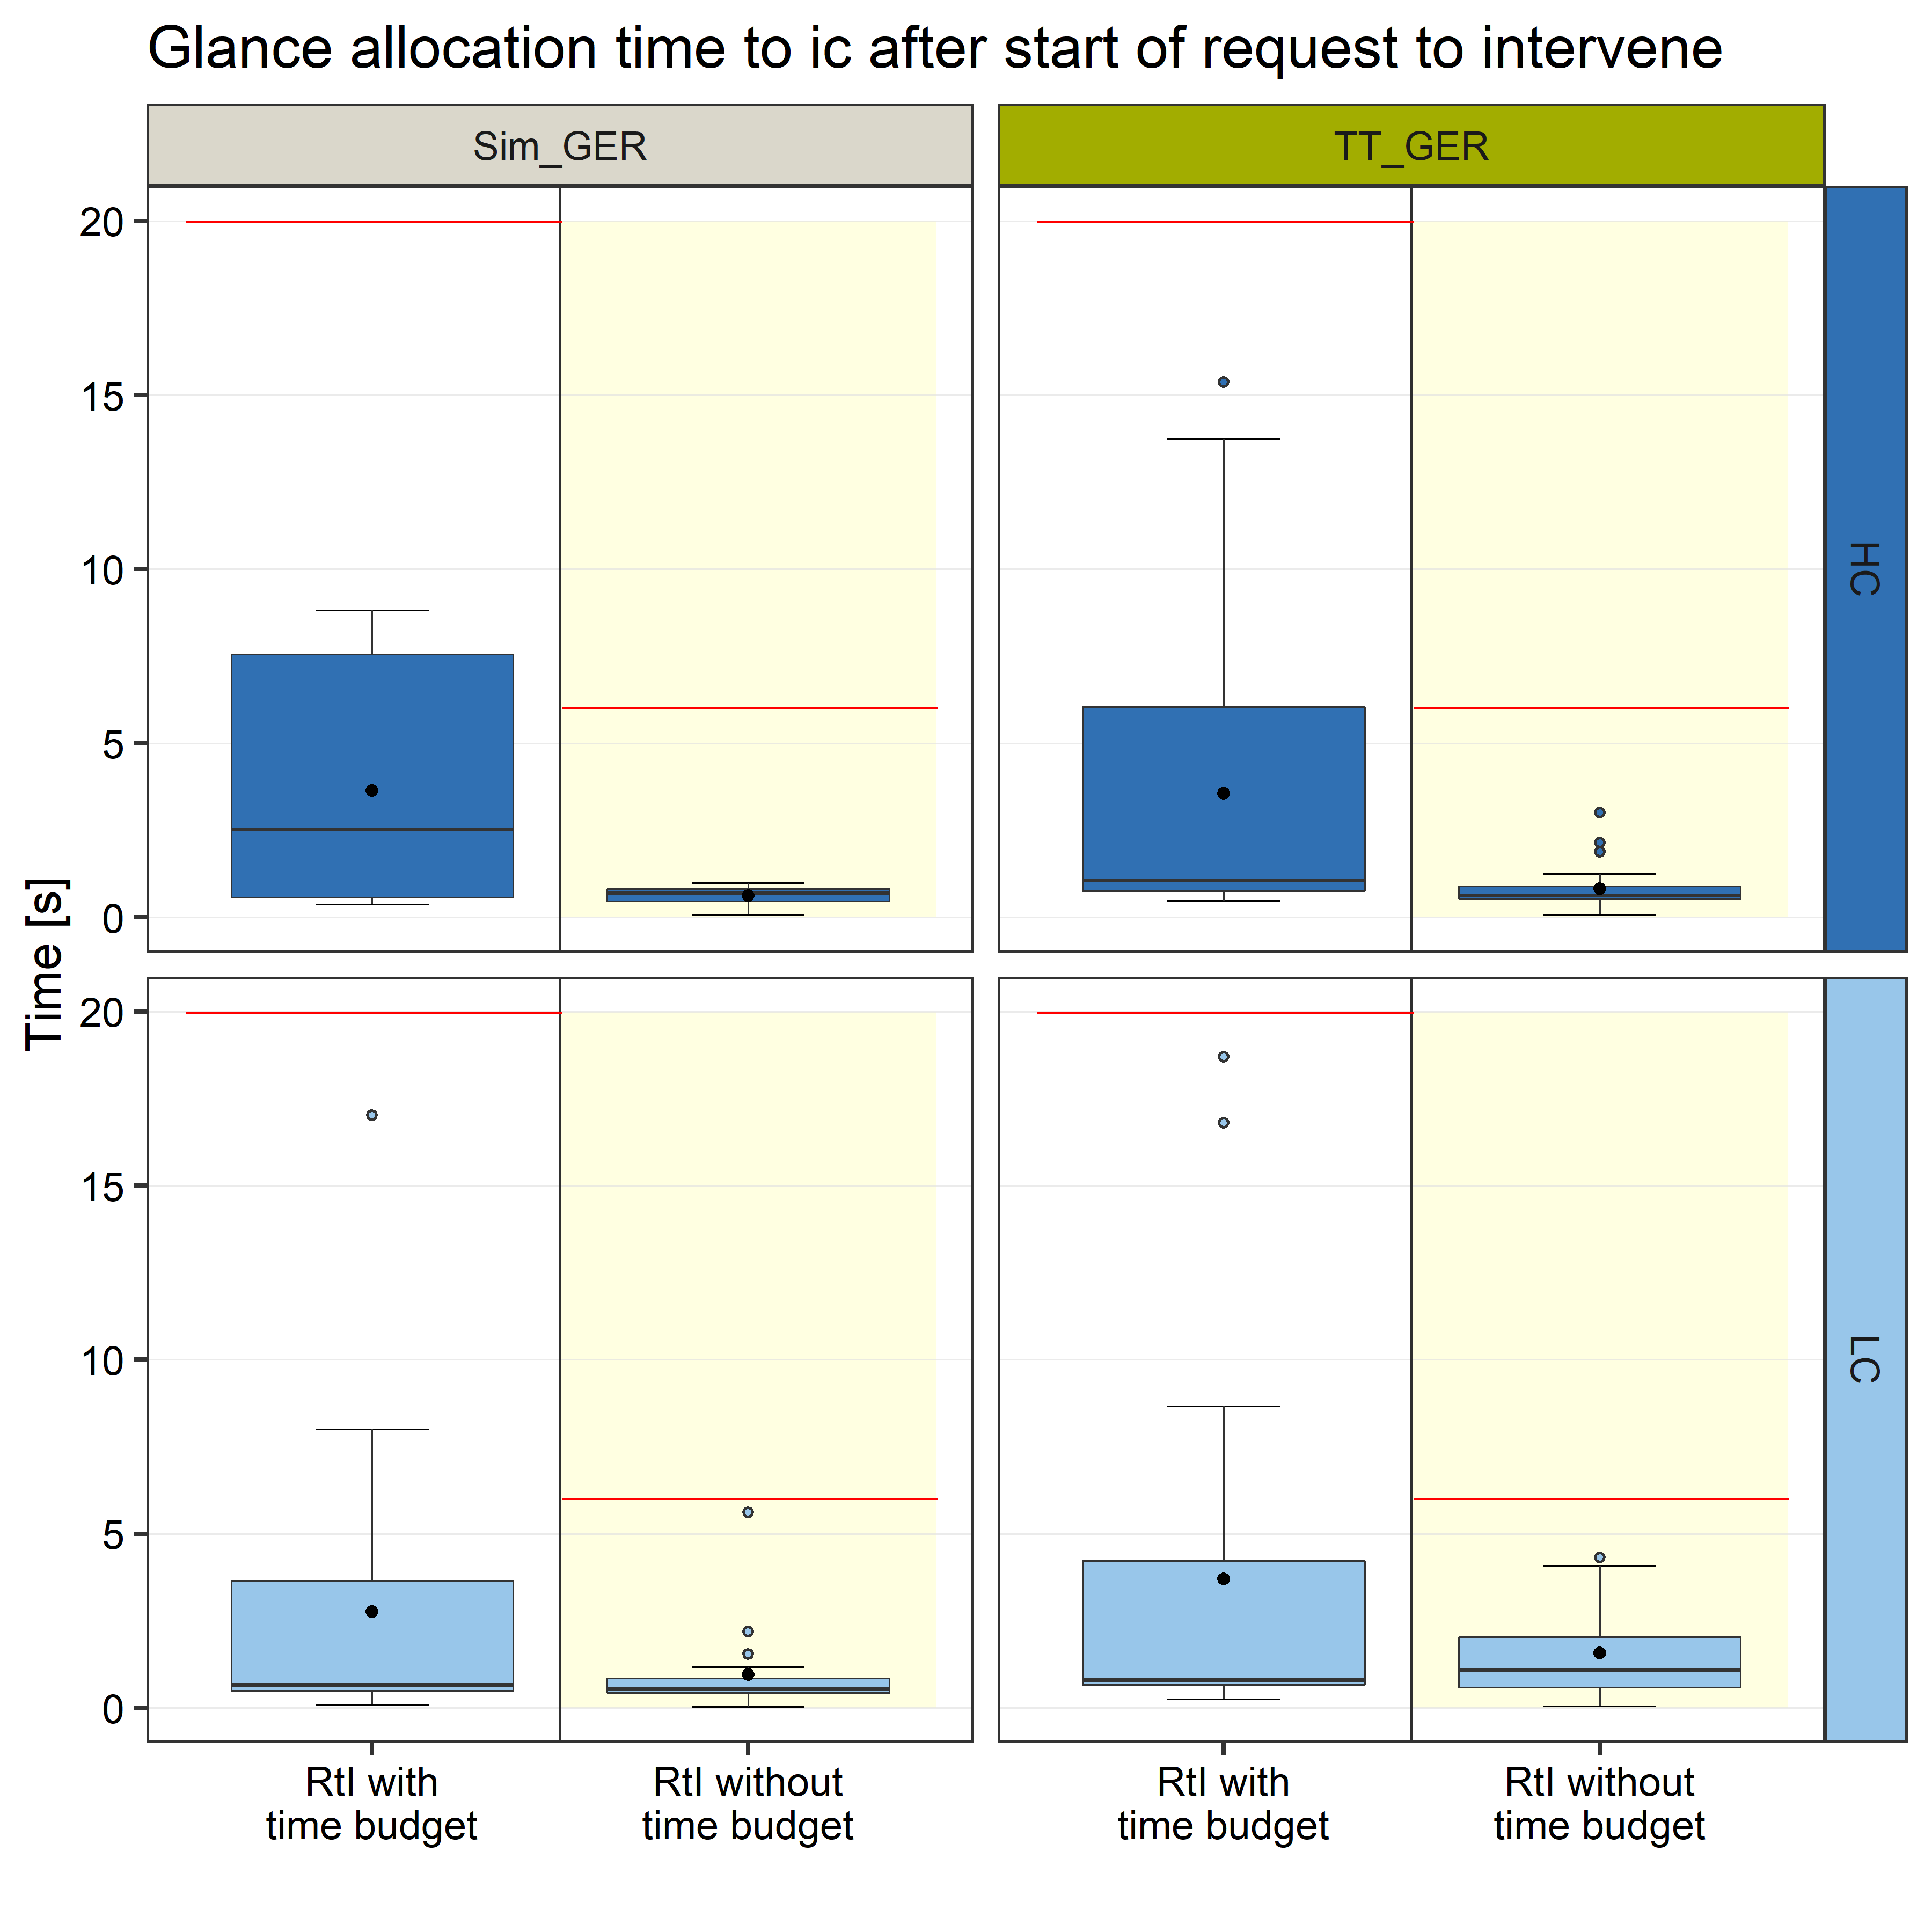 Glance allocation time to ic after start of request to intervene
Sim_GER
TT_GER
20
15
10
5
0
HC
Time [s]
20
15
10
5
0
LC
RtI with
time budget
RtI without
time budget
RtI with
time budget
RtI without
time budget